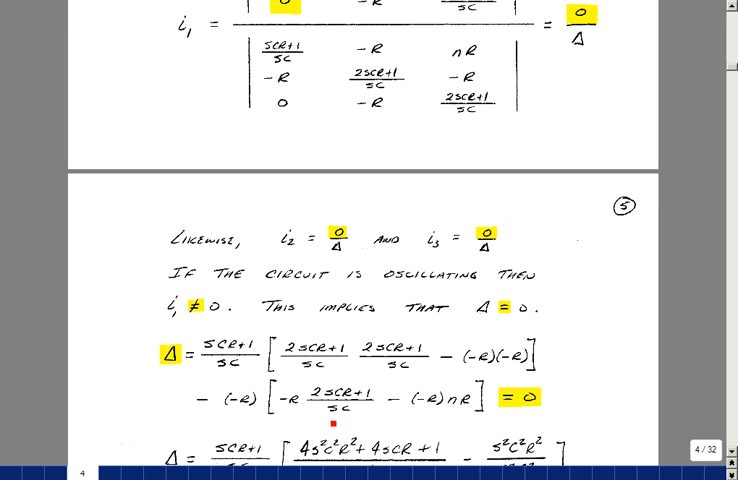 0 -R SC
i₁ = = 0/Δ
| (SCR+1)/SC -R nR |
| -R (2SCR+1)/SC -R |
| 0 -R (2SCR+1)/SC |
5
LIKEWISE, i₂ = 0/Δ AND i₃ = 0/Δ
IF THE CIRCUIT IS OSCILLATING THEN
i₁ ≠ 0. THIS IMPLIES THAT Δ = 0.
Δ = (SCR+1)/SC [ (2SCR+1)/SC (2SCR+1)/SC - (-R)(-R) ]
- (-R) [ -R (2SCR+1)/SC - (-R) nR ] = 0
Δ = SCR+1 [ 4S²C²R² + 4SCR + 1 - S²C²R² ]
4 / 32
4